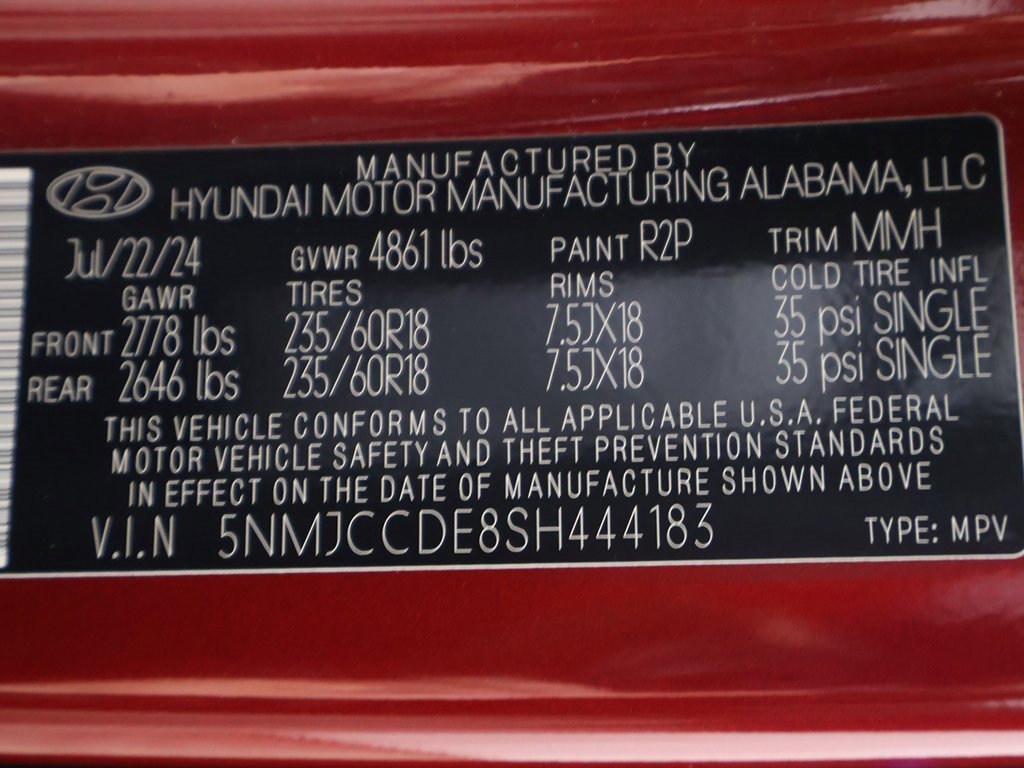 MANUFACTURED BY
HYUNDAI MOTOR MANUFACTURING ALABAMA, LLC
Jul/22/24 GVWR 4861 lbs PAINT R2P TRIM MMH
GAWR TIRES RIMS COLD TIRE INFL
FRONT 2778 lbs 235/60R18 7.5JX18 35 psi SINGLE
REAR 2646 lbs 235/60R18 7.5JX18 35 psi SINGLE
THIS VEHICLE CONFORMS TO ALL APPLICABLE U.S.A. FEDERAL
MOTOR VEHICLE SAFETY AND THEFT PREVENTION STANDARDS
IN EFFECT ON THE DATE OF MANUFACTURE SHOWN ABOVE
V.I.N 5NMJCCDE8SH444183 TYPE: MPV